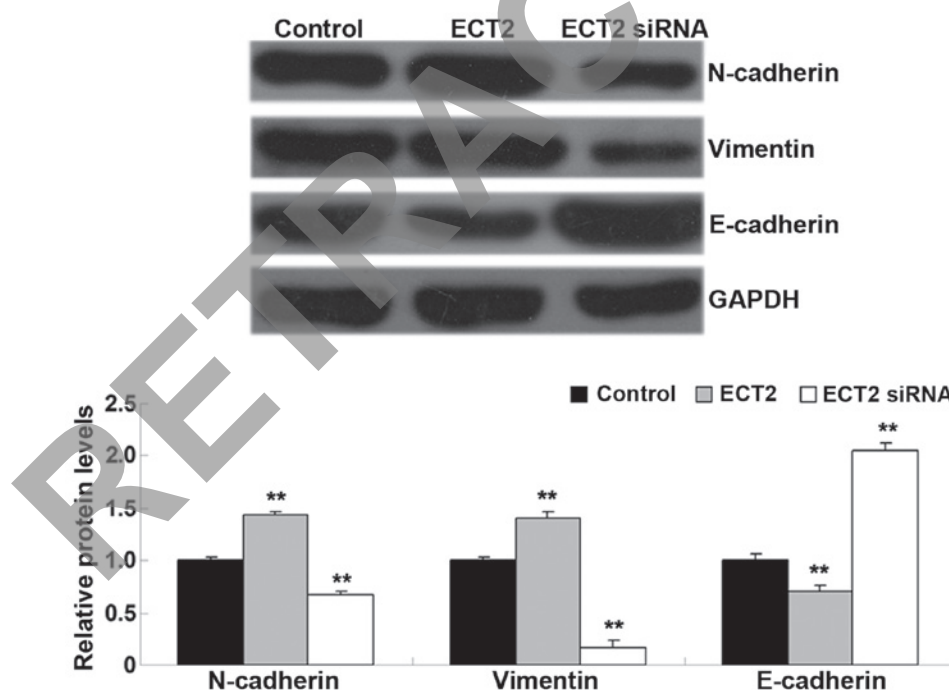 Control ECT2 ECT2 siRNA
N-cadherin
Vimentin
E-cadherin
GAPDH
Control ECT2 ECT2 siRNA
Relative protein levels
2.5
2.0
1.5
1.0
0.5
0
** ** ** ** ** **
N-cadherin Vimentin E-cadherin
RETRAC